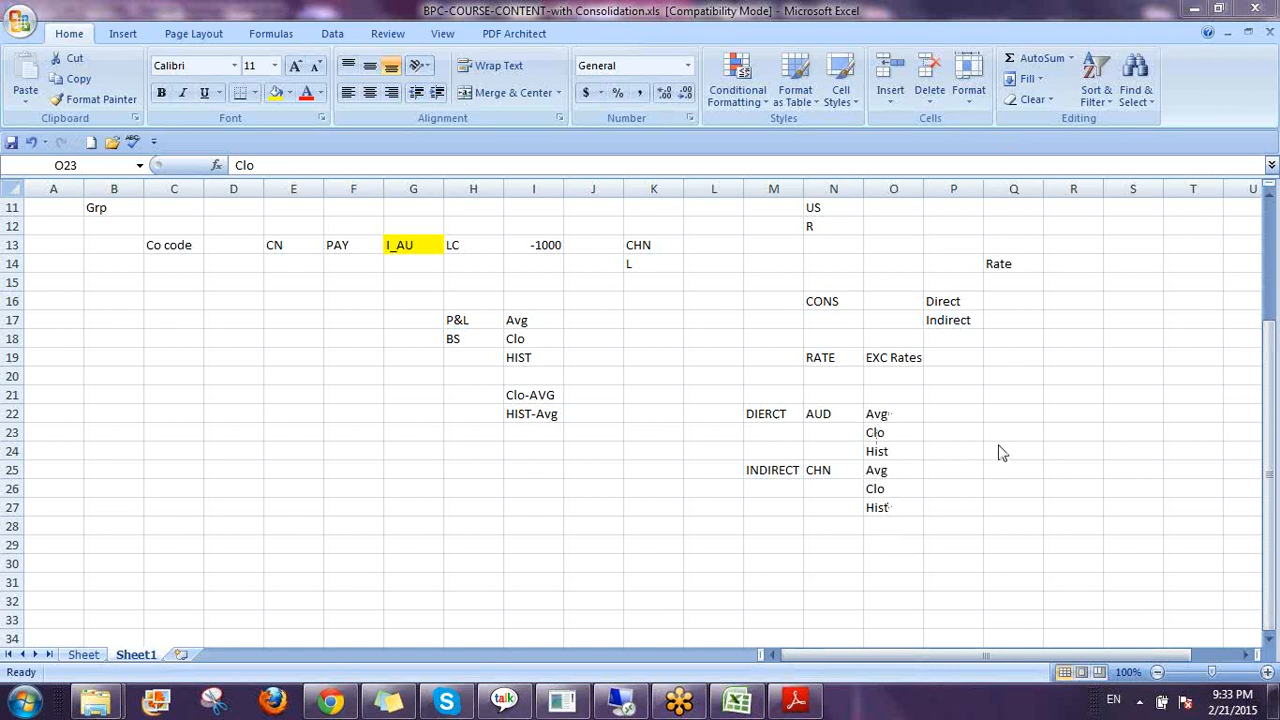 BPC-COURSE-CONTENT-with Consolidation.xls [Compatibility Mode] - Microsoft Excel
Home Insert Page Layout Formulas Data Review View PDF Architect
Paste Cut Copy Format Painter Clipboard
Calibri 11 A A B I U A Font
Wrap Text Merge & Center Alignment
General $ % , Number
Conditional Formatting Format as Table Cell Styles Styles
Insert Delete Format Cells
Σ AutoSum Fill Clear Sort & Filter Find & Select Editing
O23 fx Clo
A B C D E F G H I J K L M N O P Q R S T U
11 Grp US
12 R
13 Co code CN PAY I_AU LC -1000 CHN
14 L Rate
15
16 CONS Direct
17 P&L Avg Indirect
18 BS Clo
19 HIST RATE EXC Rates
20
21 Clo-AVG
22 HIST-Avg DIERCT AUD Avg
23 Clo
24 Hist
25 INDIRECT CHN Avg
26 Clo
27 Hist
28
29
30
31
32
33
34
Sheet Sheet1
Ready 100%
talk EN 9:33 PM
2/21/2015